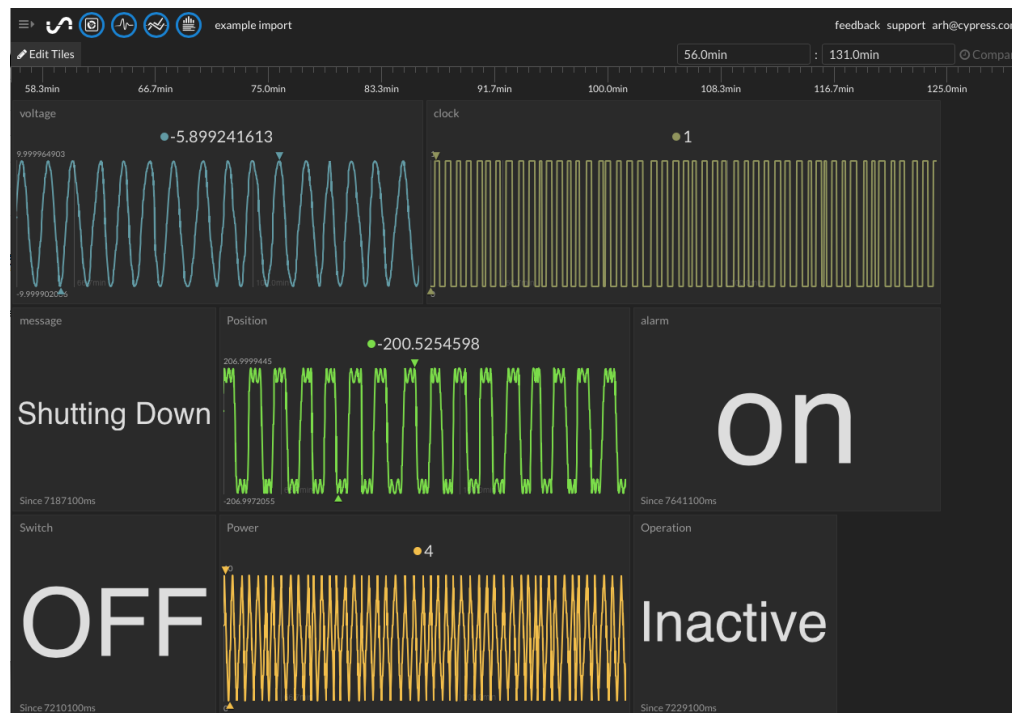 example import
feedback support arh@cypress.com
Edit Tiles
56.0min : 131.0min Compar
58.3min 66.7min 75.0min 83.3min 91.7min 100.0min 108.3min 116.7min 125.0min
voltage
-5.899241613
9.999964903
-9.999902056
clock
1
0
message
Shutting Down
Since 7187100ms
Position
-200.5254598
206.9999445
-206.9972055
alarm
on
Since 7641100ms
Switch
OFF
Since 7210100ms
Power
4
Operation
Inactive
Since 7229100ms